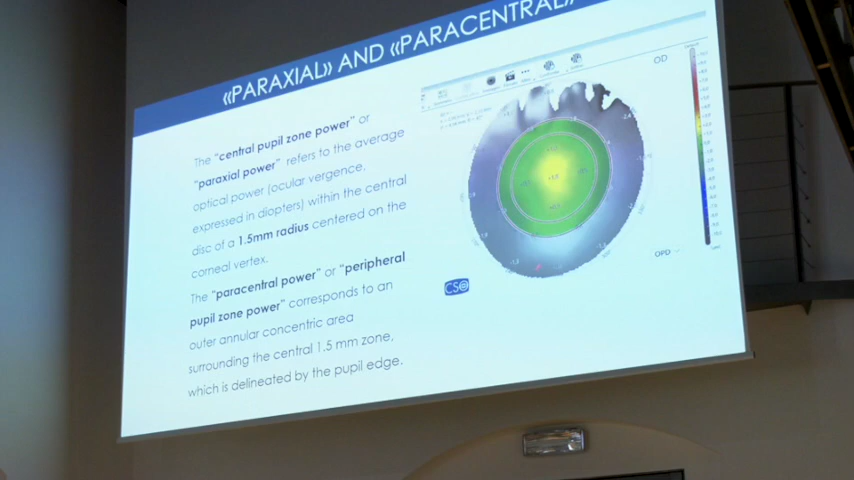 «PARAXIAL» AND «PARACENTRAL»
The "central pupil zone power" or
"paraxial power" refers to the average
optical power (ocular vergence,
expressed in diopters) within the central
disc of a 1.5mm radius centered on the
corneal vertex.
The "paracentral power" or "peripheral
pupil zone power" corresponds to an
outer annular concentric area
surrounding the central 1.5 mm zone,
which is delineated by the pupil edge.
OD
OPD
CSO